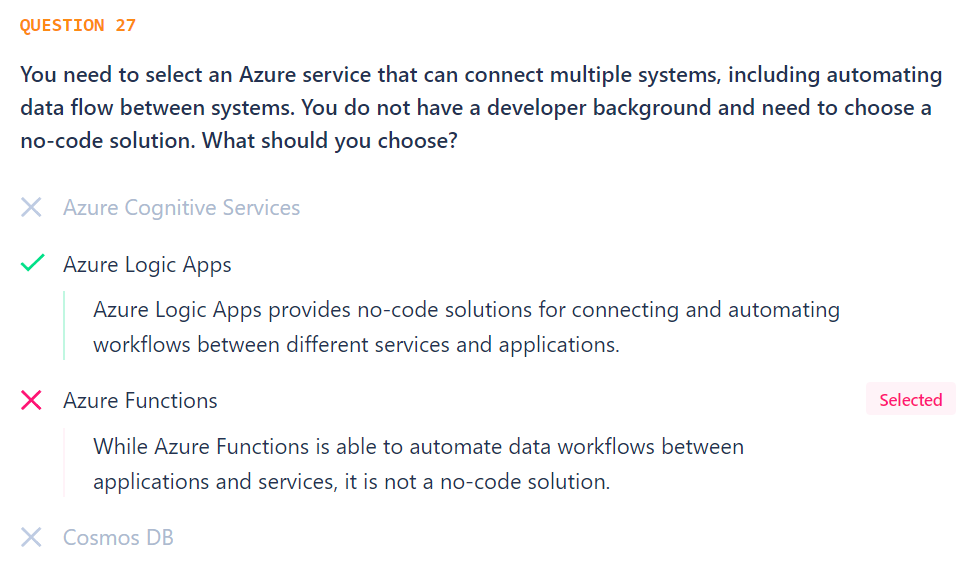 QUESTION 27
You need to select an Azure service that can connect multiple systems, including automating
data flow between systems. You do not have a developer background and need to choose a
no-code solution. What should you choose?
Azure Cognitive Services
Azure Logic Apps
Azure Logic Apps provides no-code solutions for connecting and automating
workflows between different services and applications.
Azure Functions
Selected
While Azure Functions is able to automate data workflows between
applications and services, it is not a no-code solution.
Cosmos DB